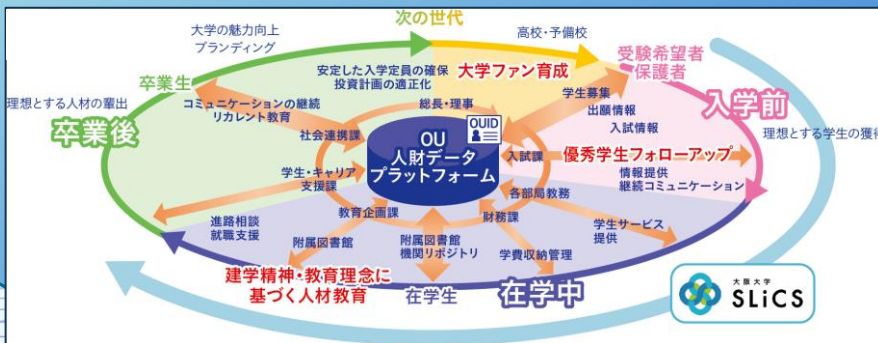 次の世代
大学の魅力向上
ブランディング
高校・予備校
卒業生
安定した入学定員の確保
投資計画の適正化
大学ファン育成
受験希望者
保護者
理想とする人材の輩出
卒業後
コミュニケーションの継続
リカレント教育
総長・理事
学生募集
出願情報
入試情報
入学前
理想とする学生の獲得
社会連携課
OUID
OU
人財データ
プラットフォーム
入試課
優秀学生フォローアップ
情報提供
継続コミュニケーション
学生・キャリア
支援課
各部局教務
教育企画課
財務課
進路相談
就職支援
附属図書館
附属図書館
機関リポジトリ
学生サービス
提供
学費収納管理
建学精神・教育理念に
基づく人材教育
在学生
在学中
大阪大学
SLiCS